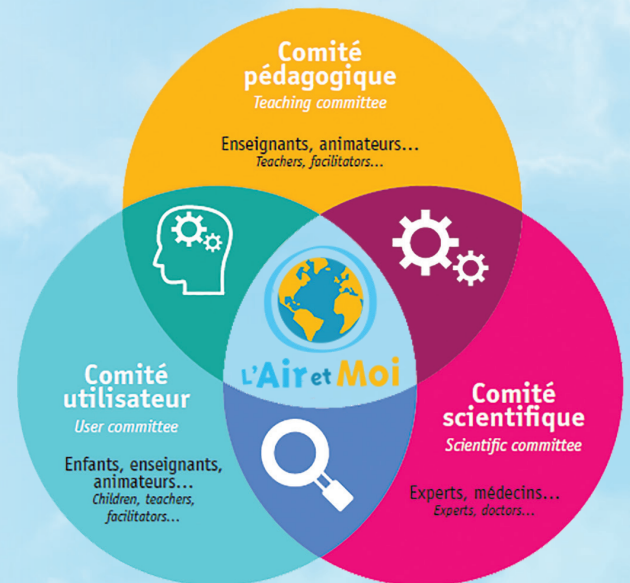 Comité
pédagogique
Teaching committee
Enseignants, animateurs...
Teachers, facilitators...
L'Air et Moi
Comité
utilisateur
User committee
Enfants, enseignants,
animateurs...
Children, teachers,
facilitators...
Comité
scientifique
Scientific committee
Experts, médecins...
Experts, doctors...